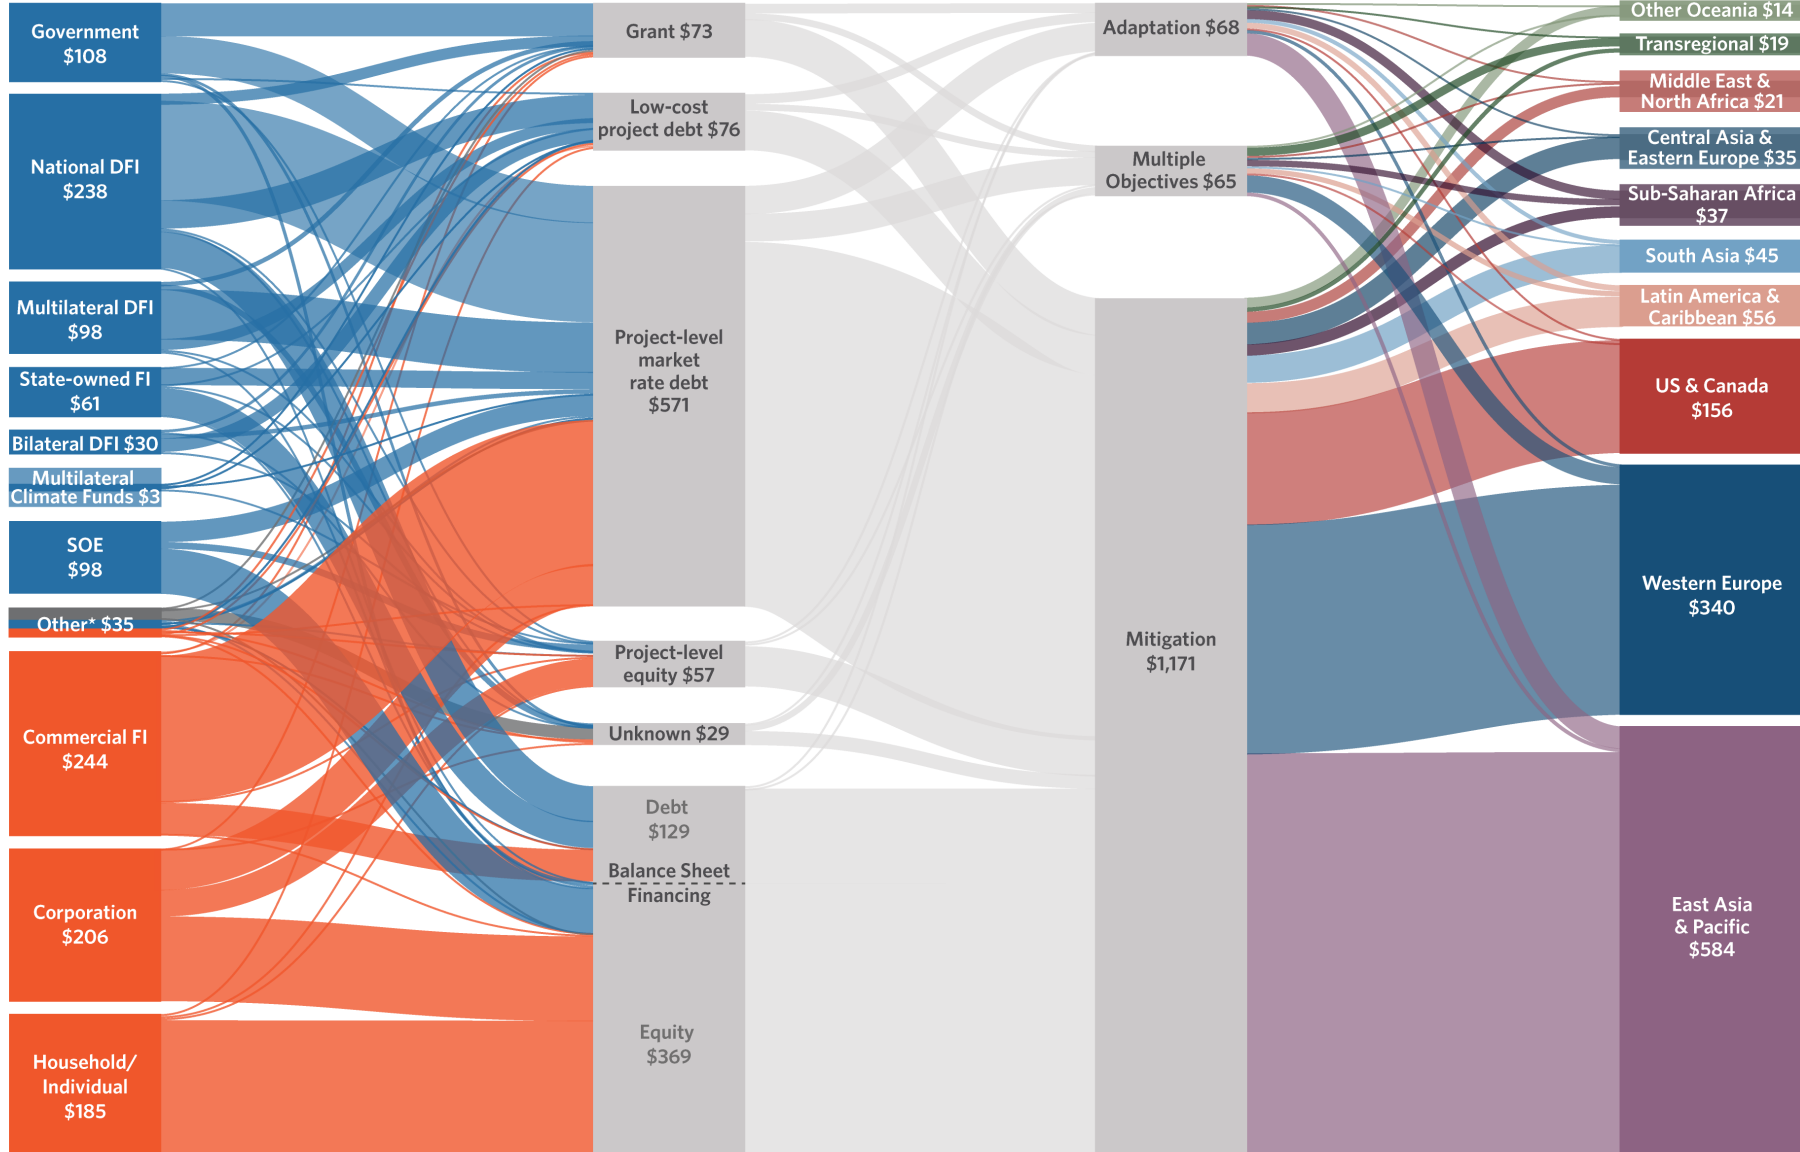 Government
$108
National DFI
$238
Multilateral DFI
$98
State-owned FI
$61
Bilateral DFI $30
Multilateral
Climate Funds $3
SOE
$98
Other* $35
Commercial FI
$244
Corporation
$206
Household/
Individual
$185
Grant $73
Low-cost
project debt $76
Project-level
market
rate debt
$571
Project-level
equity $57
Unknown $29
Debt
$129
Balance Sheet
Financing
Equity
$369
Adaptation $68
Multiple
Objectives $65
Mitigation
$1,171
Other Oceania $14
Transregional $19
Middle East &
North Africa $21
Central Asia &
Eastern Europe $35
Sub-Saharan Africa
$37
South Asia $45
Latin America &
Caribbean $56
US & Canada
$156
Western Europe
$340
East Asia
& Pacific
$584